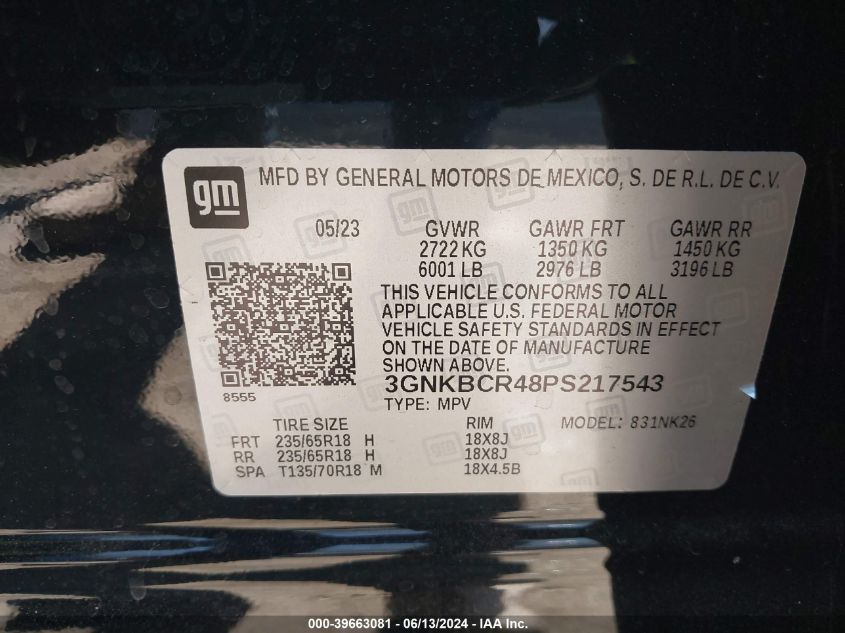 gm
MFD BY GENERAL MOTORS DE MEXICO, S. DE R.L. DE C.V.
05/23 GVWR GAWR FRT GAWR RR
2722 KG 1350 KG 1450 KG
6001 LB 2976 LB 3196 LB
THIS VEHICLE CONFORMS TO ALL
APPLICABLE U.S. FEDERAL MOTOR
VEHICLE SAFETY STANDARDS IN EFFECT
ON THE DATE OF MANUFACTURE
SHOWN ABOVE.
8555
3GNKBCR48PS217543
TYPE: MPV
TIRE SIZE RIM MODEL: 831NK26
FRT 235/65R18 H 18X8J
RR 235/65R18 H 18X8J
SPA T135/70R18 M 18X4.5B
000-39663081 - 06/13/2024 - IAA Inc.